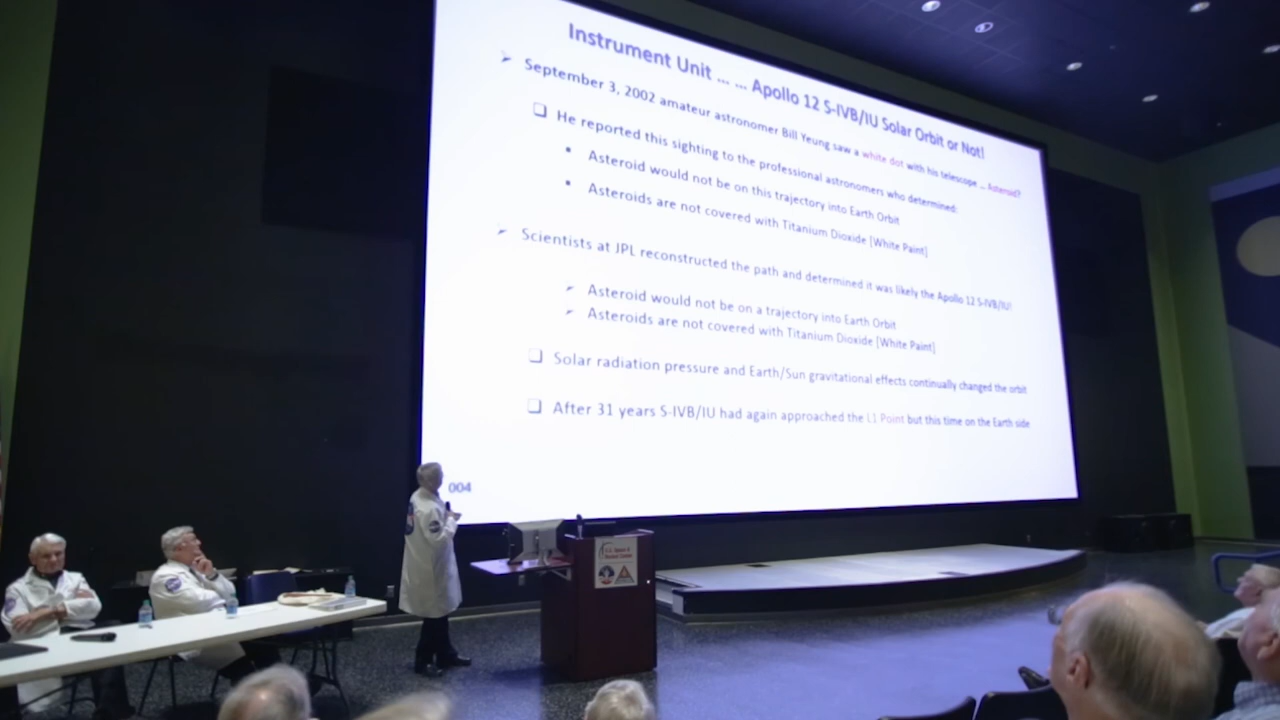 Instrument Unit ... ... Apollo 12 S-IVB/IU Solar Orbit or Not!
September 3, 2002 amateur astronomer Bill Yeung saw a white dot with his telescope ... Asteroid?
He reported this sighting to the professional astronomers who determined:
Asteroid would not be on this trajectory into Earth Orbit
Asteroids are not covered with Titanium Dioxide [White Paint]
Scientists at JPL reconstructed the path and determined it was likely the Apollo 12 S-IVB/IU!
Asteroid would not be on a trajectory into Earth Orbit
Asteroids are not covered with Titanium Dioxide [White Paint]
Solar radiation pressure and Earth/Sun gravitational effects continually changed the orbit
After 31 years S-IVB/IU had again approached the L1 Point but this time on the Earth side
004
U.S. Space &
Rocket Center